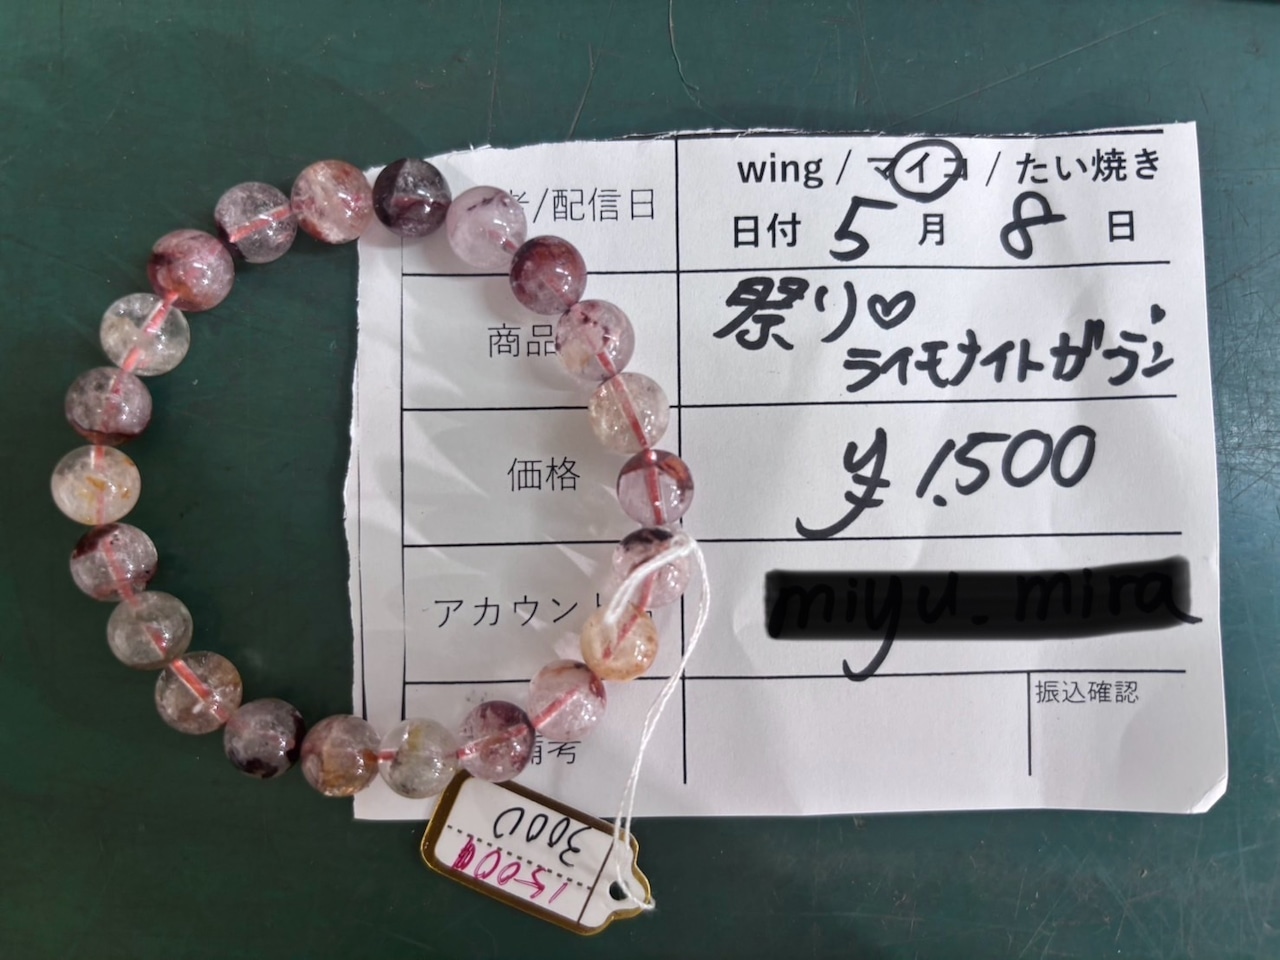 /配信日
wing / マイコ / たい焼き
日付 5 月 8 日
商品
祭り♡
ライモナイトガーデン
価格
¥1,500
アカウント
備考
振込確認
3000
1500